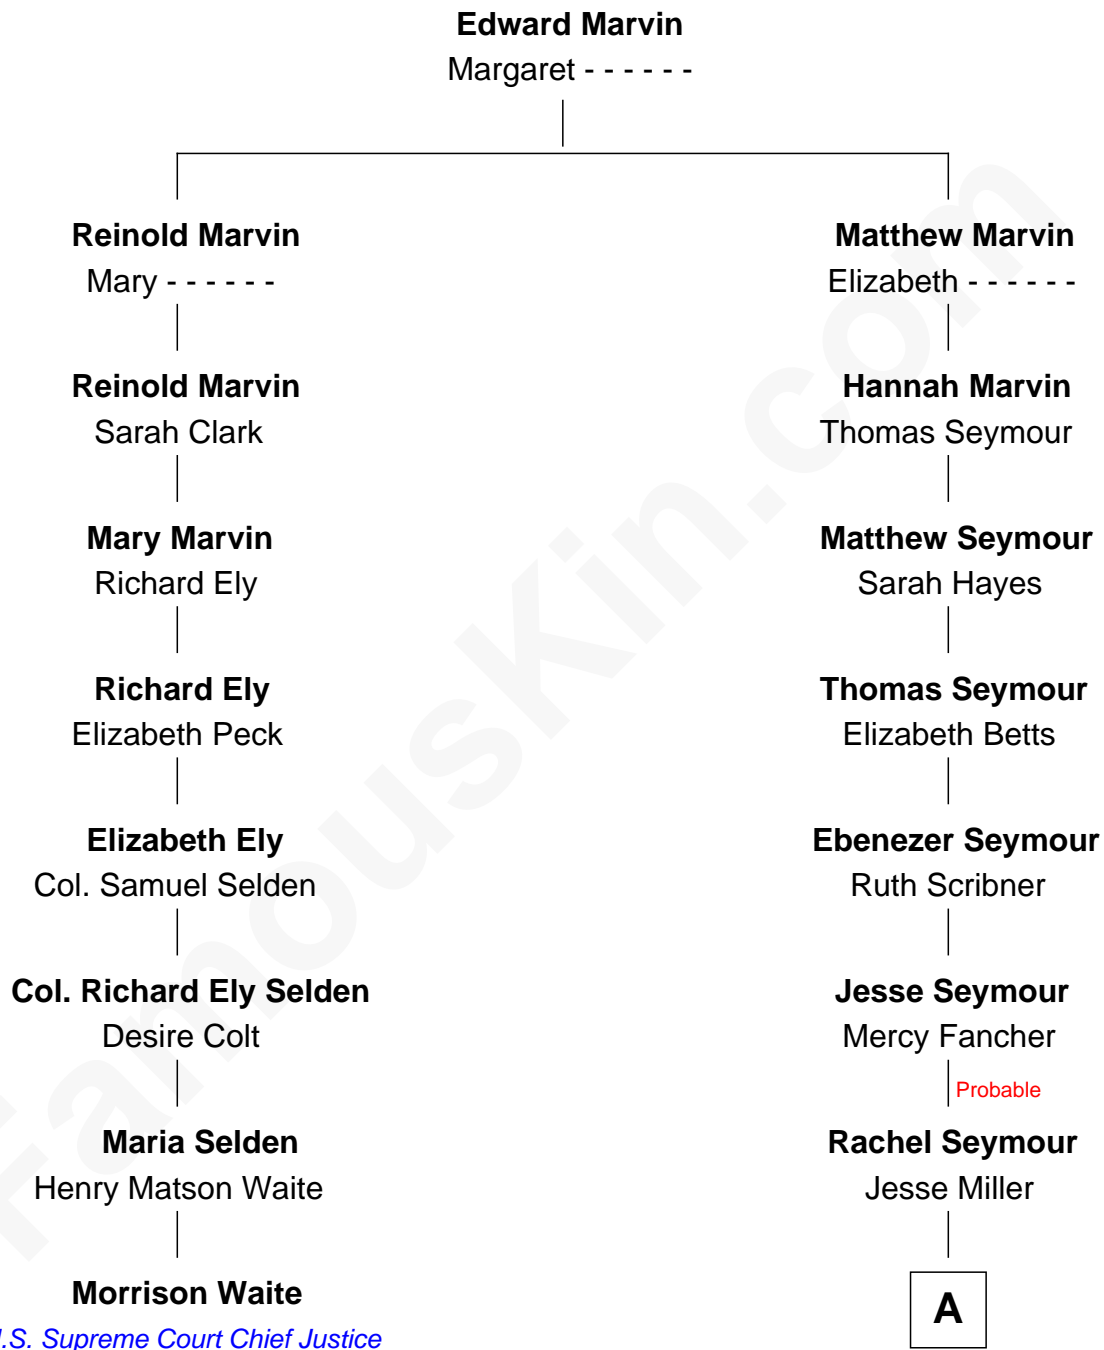 Edward Marvin
Margaret - - - - - -
Reinold Marvin
Mary - - - - - -
Reinold Marvin
Sarah Clark
Mary Marvin
Richard Ely
Richard Ely
Elizabeth Peck
Elizabeth Ely
Col. Samuel Selden
Col. Richard Ely Selden
Desire Colt
Maria Selden
Henry Matson Waite
Morrison Waite
.S. Supreme Court Chief Justice
Matthew Marvin
Elizabeth - - - - - -
Hannah Marvin
Thomas Seymour
Matthew Seymour
Sarah Hayes
Thomas Seymour
Elizabeth Betts
Ebenezer Seymour
Ruth Scribner
Jesse Seymour
Mercy Fancher
Probable
Rachel Seymour
Jesse Miller
A
FamousKin.com